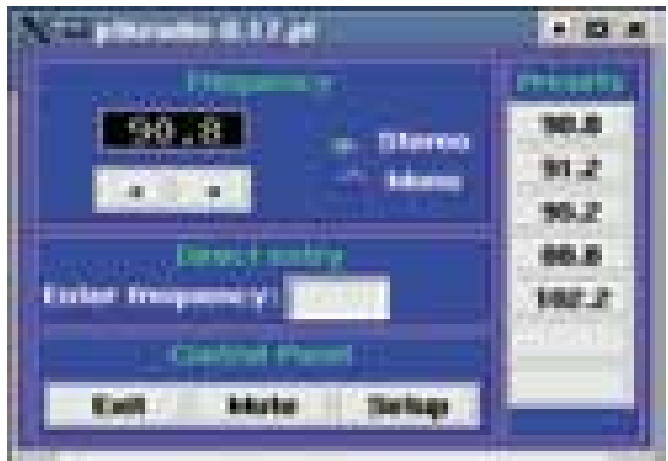 Frequency
90.8
Stereo
Mono
Direct entry
Enter frequency:
Control Panel
Exit
Mute
Setup
Presets
90.8
91.2
95.2
88.8
102.2